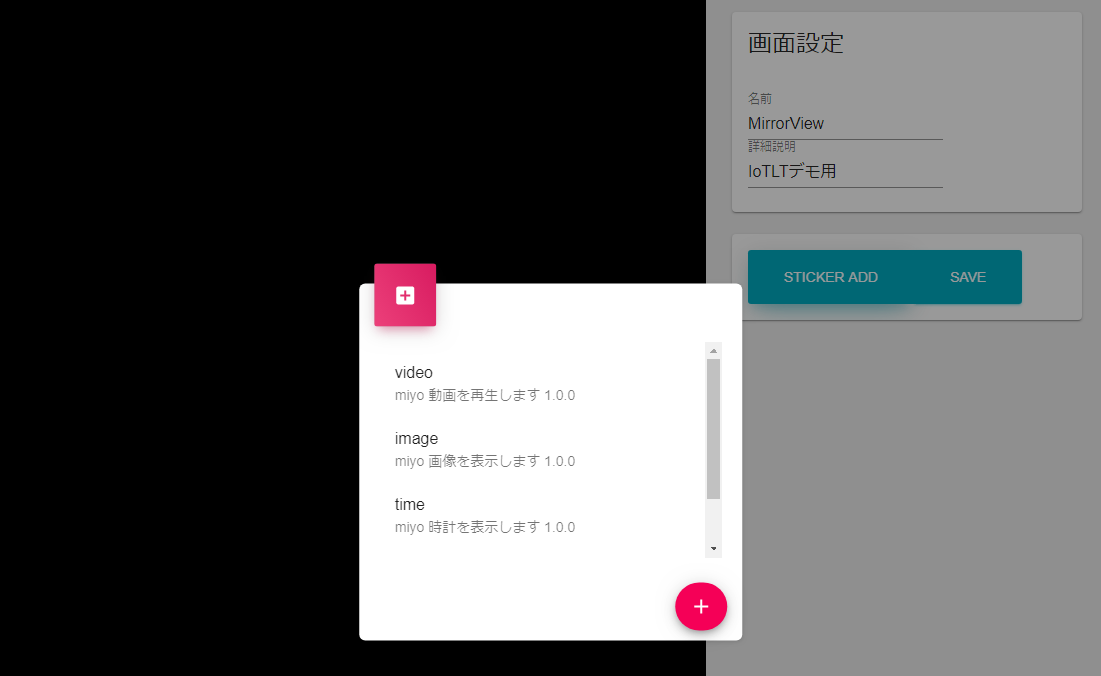 画面設定
名前
MirrorView
詳細説明
IoTLTデモ用
STICKER ADD
SAVE
video
miyo 動画を再生します 1.0.0
image
miyo 画像を表示します 1.0.0
time
miyo 時計を表示します 1.0.0